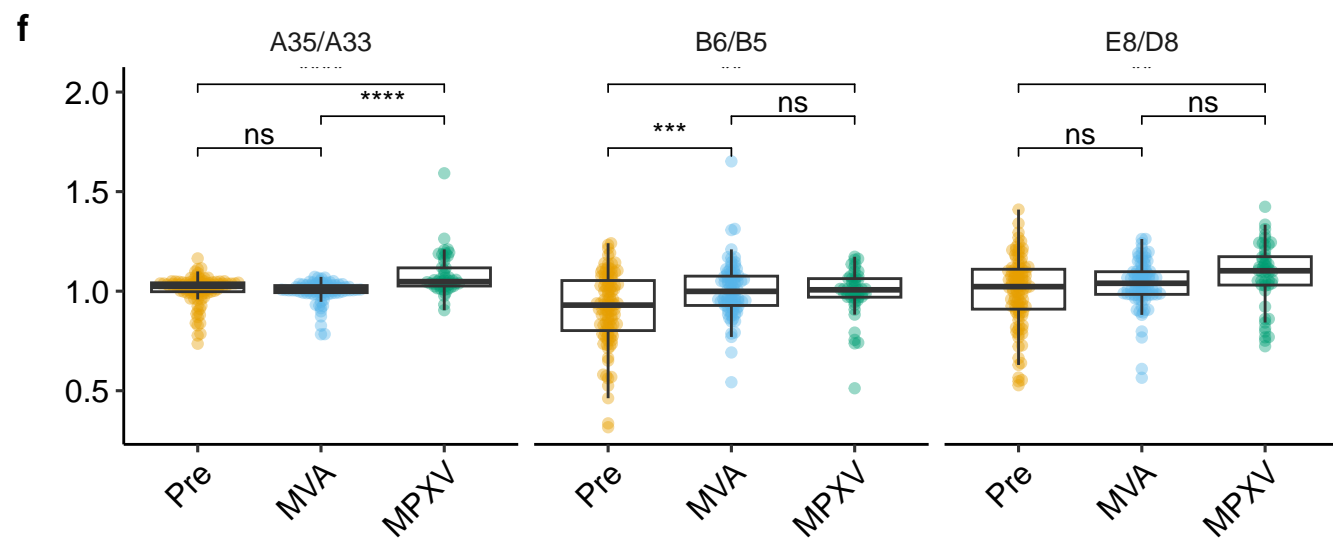 f
A35/A33 B6/B5 E8/D8
2.0
**** ns ns
ns *** ns
1.5
1.0
0.5
Pre MVA MPXV Pre MVA MPXV Pre MVA MPXV